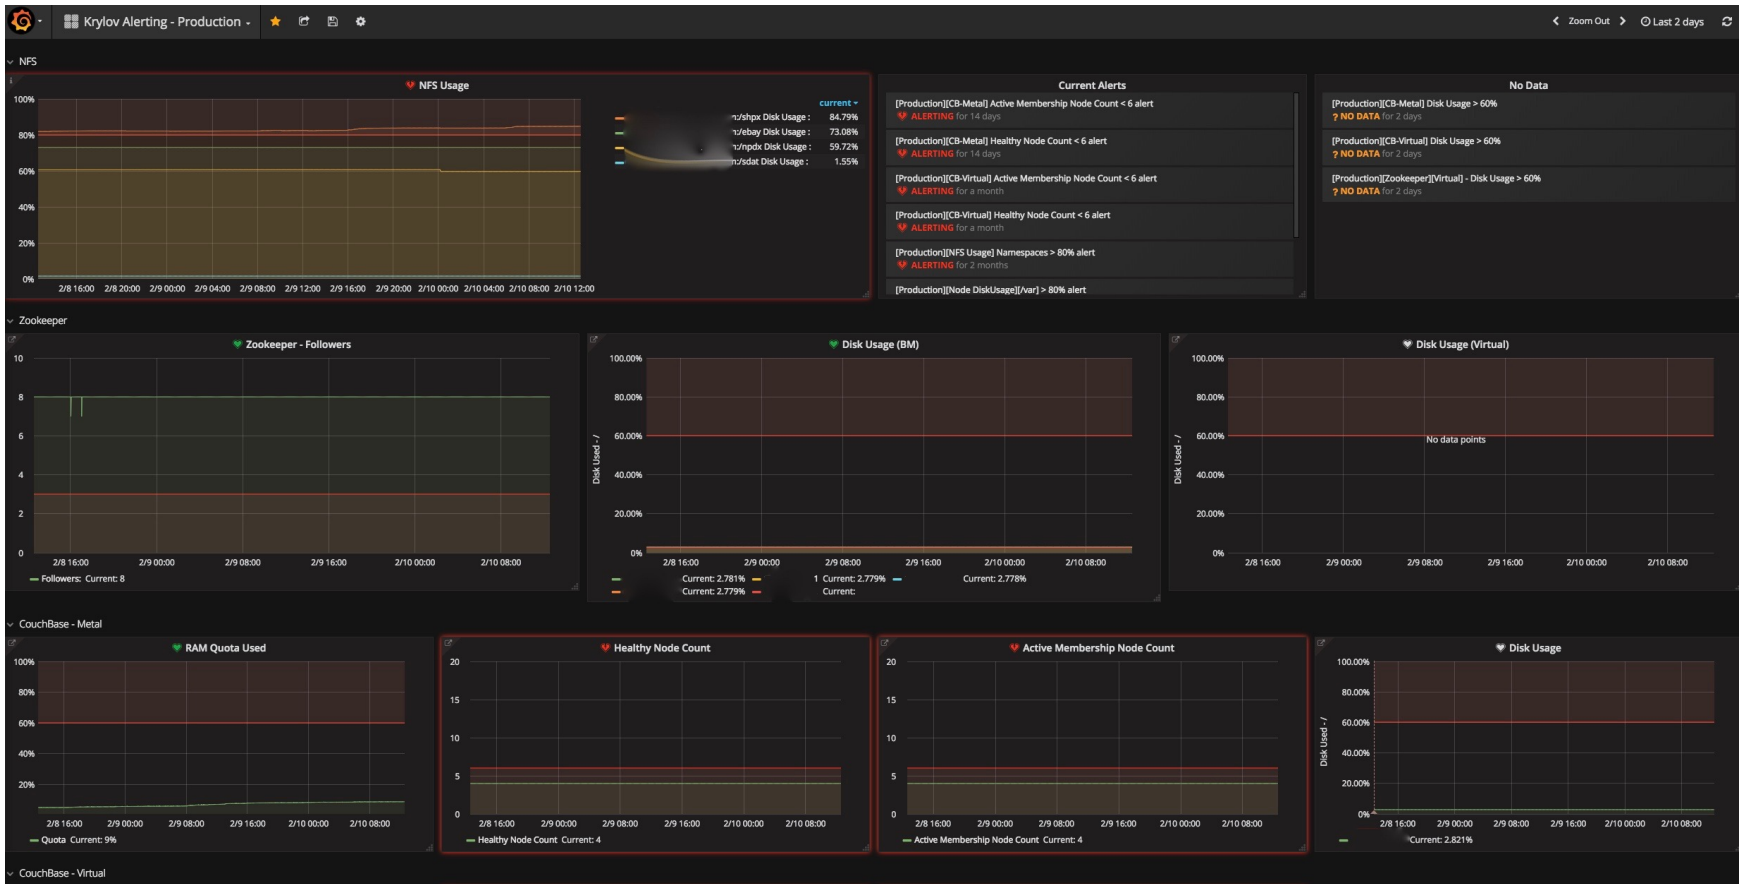 Krylov Alerting - Production
Zoom Out
Last 2 days
NFS
NFS Usage
100%
80%
60%
40%
20%
0%
2/8 16:00 2/8 20:00 2/9 00:00 2/9 04:00 2/9 08:00 2/9 12:00 2/9 16:00 2/9 20:00 2/10 00:00 2/10 04:00 2/10 08:00 2/10 12:00
current
n:/shpx Disk Usage : 84.79%
n:/ebay Disk Usage : 73.08%
n:/npdx Disk Usage : 59.72%
n:/sdat Disk Usage : 1.55%
Current Alerts
[Production][CB-Metal] Active Membership Node Count < 6 alert
ALERTING for 14 days
[Production][CB-Metal] Healthy Node Count < 6 alert
ALERTING for 14 days
[Production][CB-Virtual] Active Membership Node Count < 6 alert
ALERTING for a month
[Production][CB-Virtual] Healthy Node Count < 6 alert
ALERTING for a month
[Production][NFS Usage] Namespaces > 80% alert
ALERTING for 2 months
[Production][Node DiskUsage][/var] > 80% alert
No Data
[Production][CB-Metal] Disk Usage > 60%
? NO DATA for 2 days
[Production][CB-Virtual] Disk Usage > 60%
? NO DATA for 2 days
[Production][Zookeeper][Virtual] - Disk Usage > 60%
? NO DATA for 2 days
Zookeeper
Zookeeper - Followers
10
8
6
4
2
0
2/8 16:00 2/9 00:00 2/9 08:00 2/9 16:00 2/10 00:00 2/10 08:00
Followers: Current: 8
Disk Usage (BM)
Disk Used - /
100.00%
80.00%
60.00%
40.00%
20.00%
0%
2/8 16:00 2/9 00:00 2/9 08:00 2/9 16:00 2/10 00:00 2/10 08:00
Current: 2.781% 1 Current: 2.779% Current: 2.778%
Current: 2.779% Current:
Disk Usage (Virtual)
Disk Used - /
100.00%
80.00%
60.00%
No data points
40.00%
20.00%
0%
2/8 16:00 2/9 00:00 2/9 08:00 2/9 16:00 2/10 00:00 2/10 08:00
CouchBase - Metal
RAM Quota Used
100%
80%
60%
40%
20%
2/8 16:00 2/9 00:00 2/9 08:00 2/9 16:00 2/10 00:00 2/10 08:00
Quota Current: 9%
Healthy Node Count
20
15
10
5
0
2/8 16:00 2/9 00:00 2/9 08:00 2/9 16:00 2/10 00:00 2/10 08:00
Healthy Node Count Current: 4
Active Membership Node Count
20
15
10
5
0
2/8 16:00 2/9 00:00 2/9 08:00 2/9 16:00 2/10 00:00 2/10 08:00
Active Membership Node Count Current: 4
Disk Usage
Disk Used - /
100.00%
80.00%
60.00%
40.00%
20.00%
0%
2/8 16:00 2/9 00:00 2/9 08:00 2/9 16:00 2/10 00:00 2/10 08:00
Current: 2.821%
CouchBase - Virtual